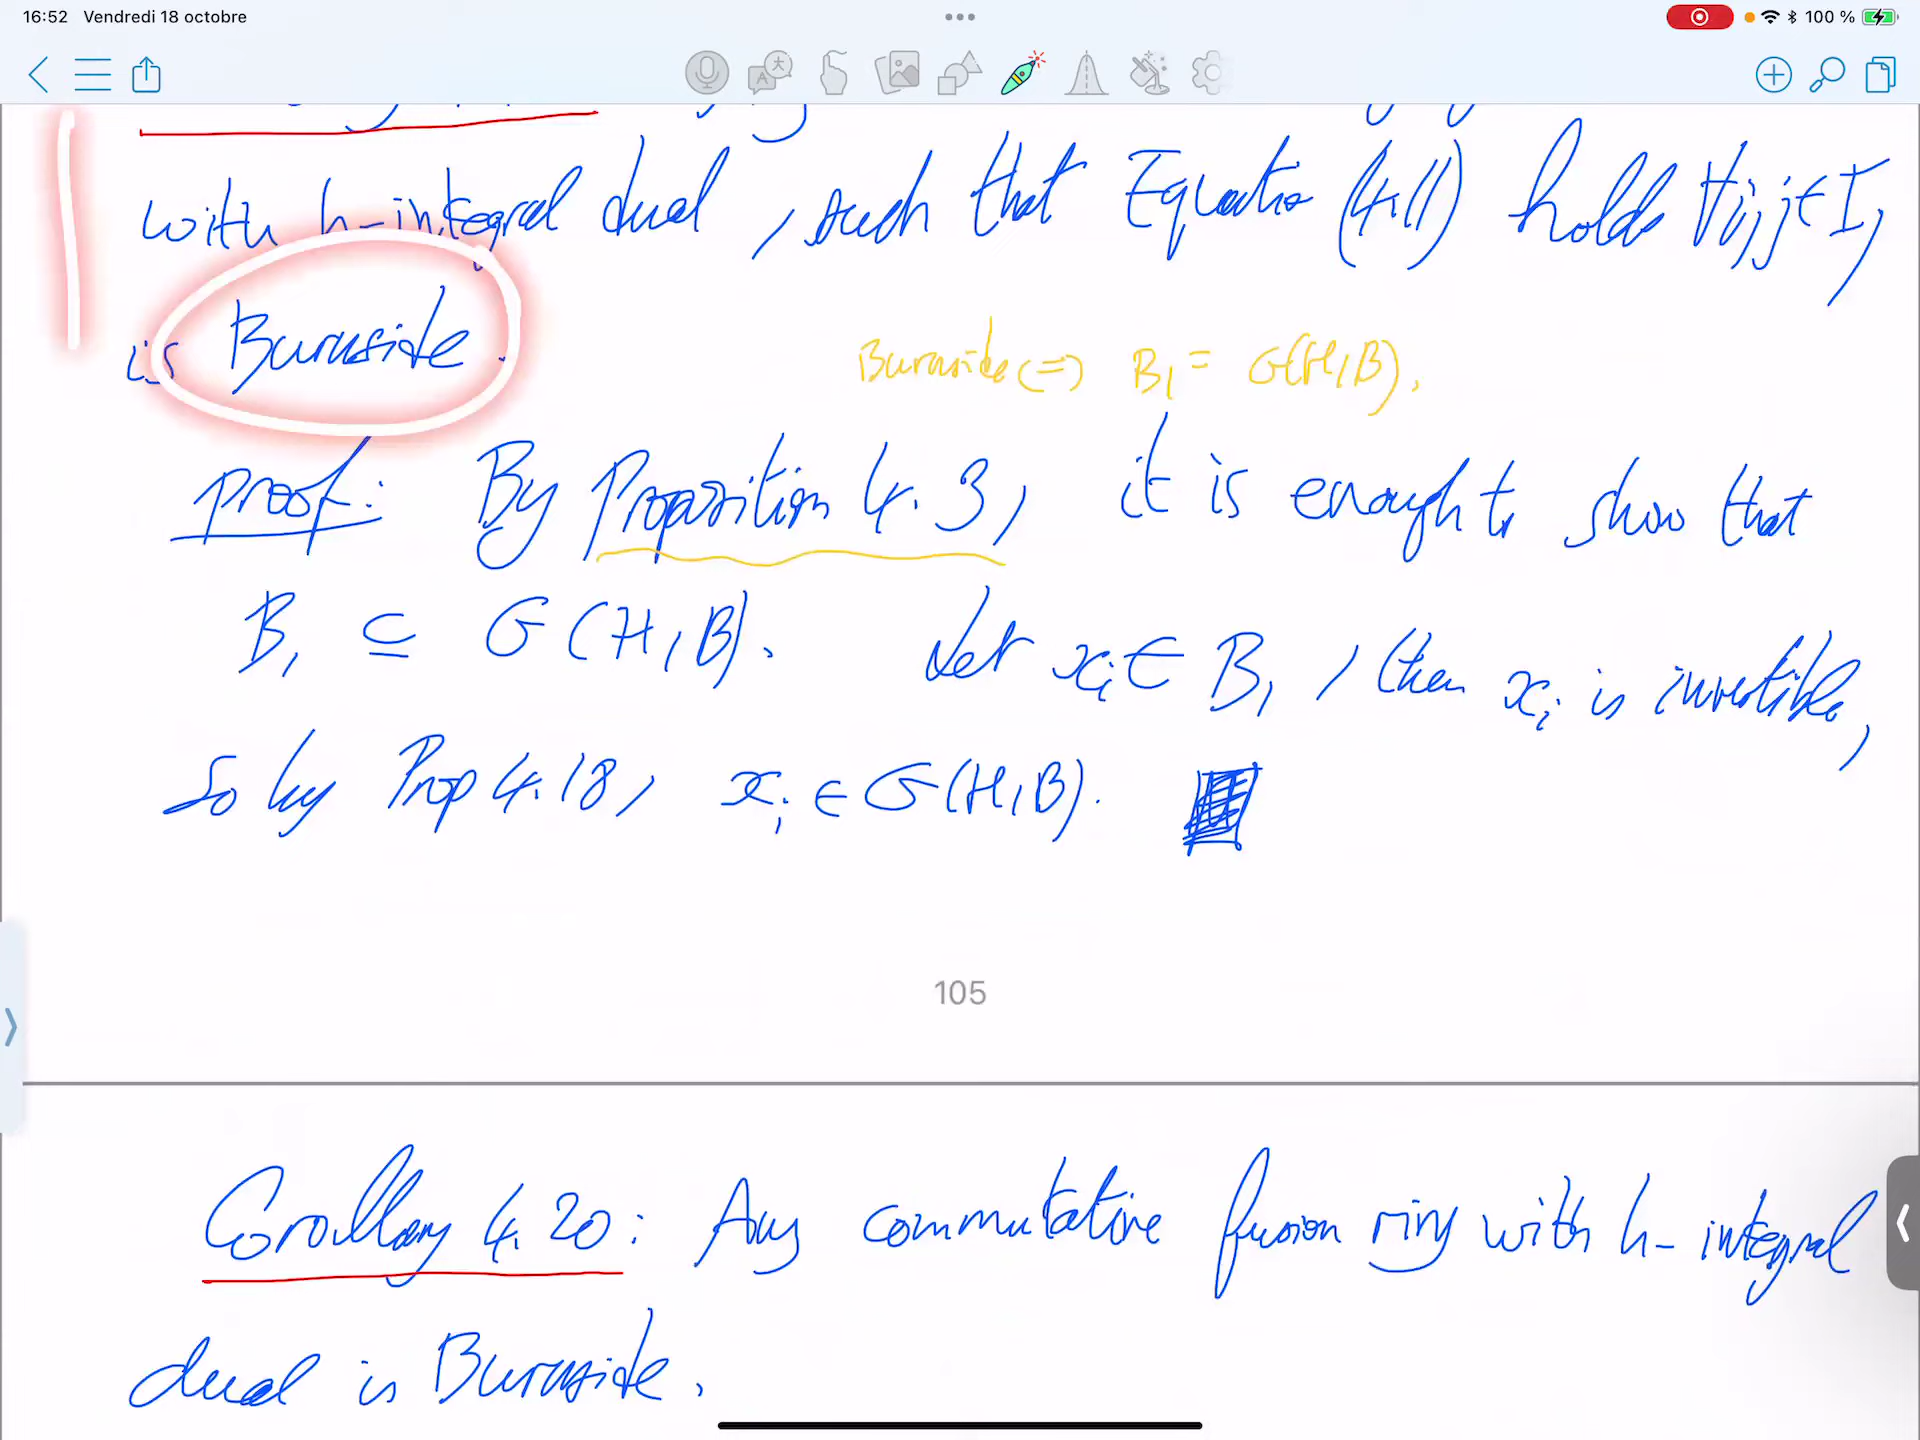 16:52 Vendredi 18 octobre
100 %
with h-integral dual, such that Equation (4.11) holds ∀i,j∈I,
is Burnside.
Burnside (=) B₁ = G(H,B).
proof: By Proposition 4.3, it is enough to show that
B₁ ⊆ G(H,B). Let xᵢ ∈ B₁, then xᵢ is invertible,
So by Prop 4.18, xᵢ ∈ G(H,B).
105
Corollary 4.20: Any commutative fusion ring with h-integral
dual is Burnside.